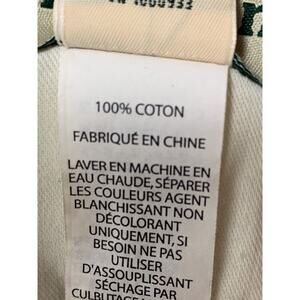 1000933
100% COTON
FABRIQUÉ EN CHINE
LAVER EN MACHINE EN
EAU CHAUDE, SÉPARER
LES COULEURS AGENT
BLANCHISSANT NON
DÉCOLORANT
UNIQUEMENT, SI
BESOIN NE PAS
UTILISER
D'ASSOUPLISSANT
SÉCHAGE PAR